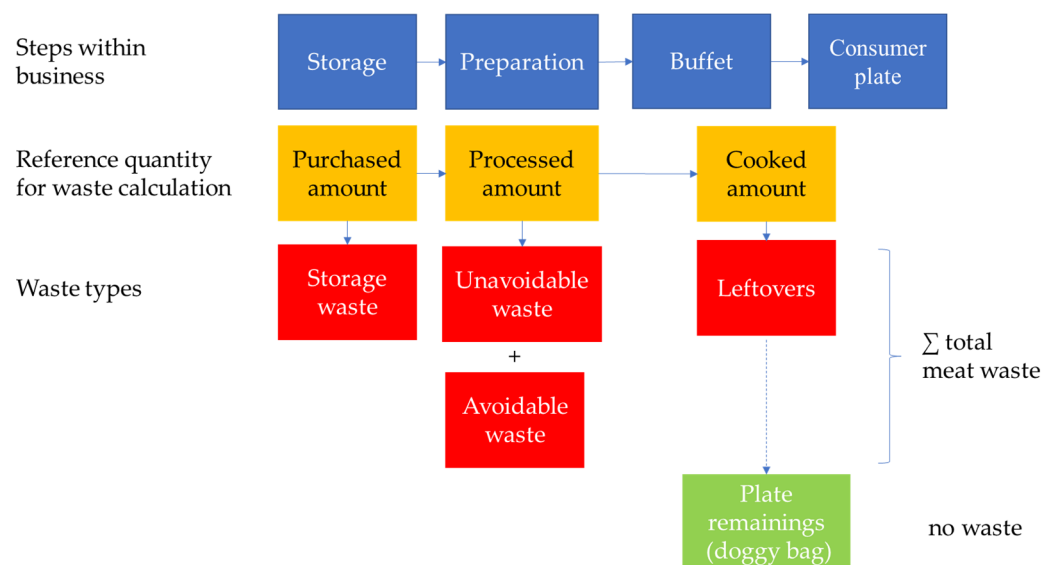 Steps within
business
Storage
Preparation
Buffet
Consumer
plate
Reference quantity
for waste calculation
Purchased
amount
Processed
amount
Cooked
amount
Waste types
Storage
waste
Unavoidable
waste
+
Avoidable
waste
Leftovers
∑ total
meat waste
Plate
remainings
(doggy bag)
no waste